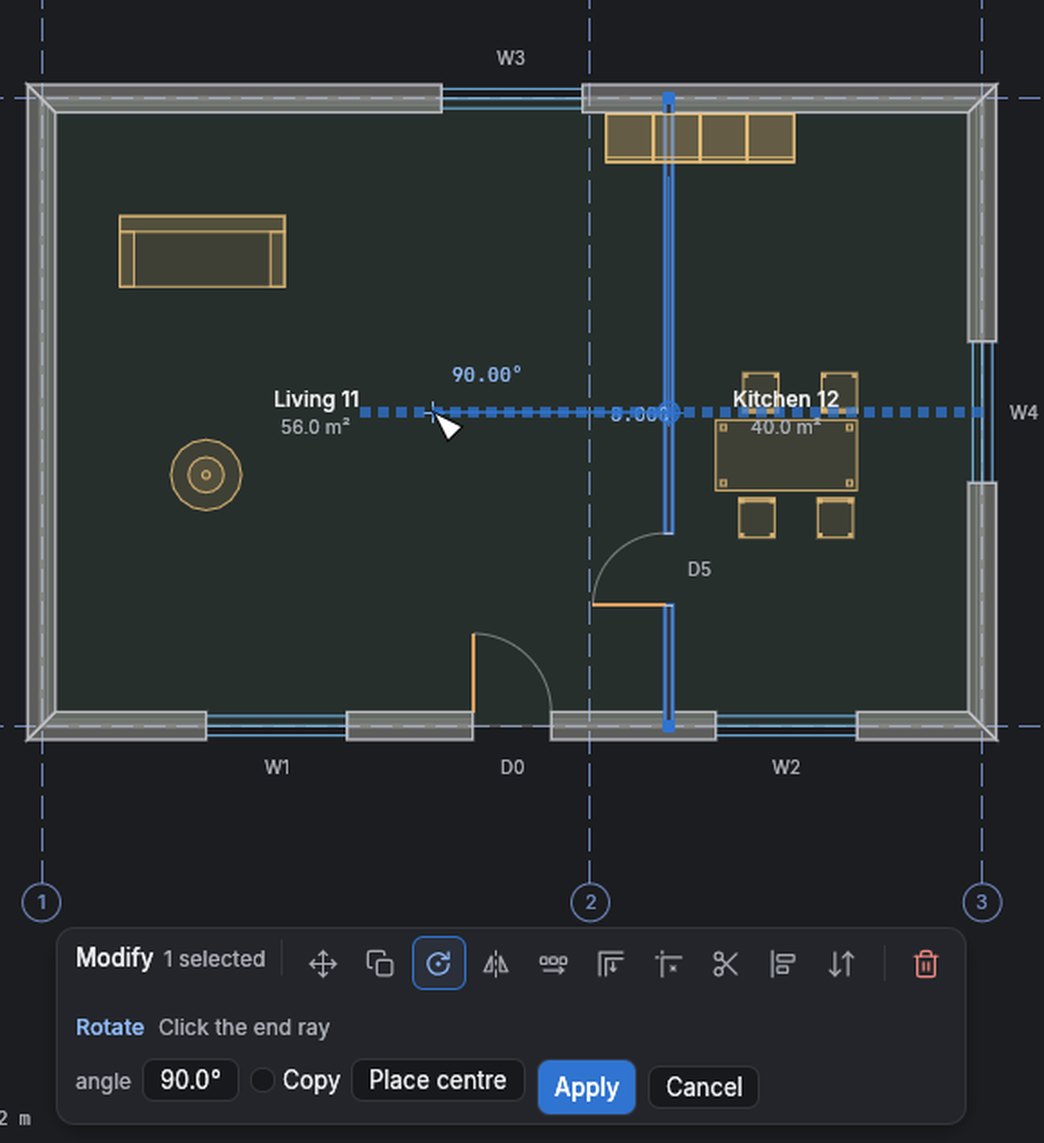 W3
90.00°
Living 11
56.0 m²
Kitchen 12
40.0 m²
W4
D5
W1
D0
W2
1
2
3
Modify 1 selected
Rotate Click the end ray
angle 90.0° Copy Place centre Apply Cancel
2 m